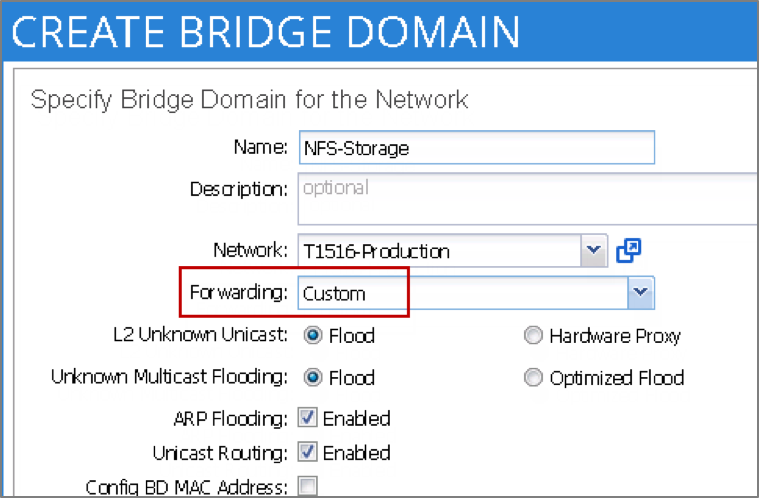 CREATE BRIDGE DOMAIN
Specify Bridge Domain for the Network
Name: NFS-Storage
Description: optional
Network: T1516-Production
Forwarding: Custom
L2 Unknown Unicast: Flood Hardware Proxy
Unknown Multicast Flooding: Flood Optimized Flood
ARP Flooding: Enabled
Unicast Routing: Enabled
Config BD MAC Address: